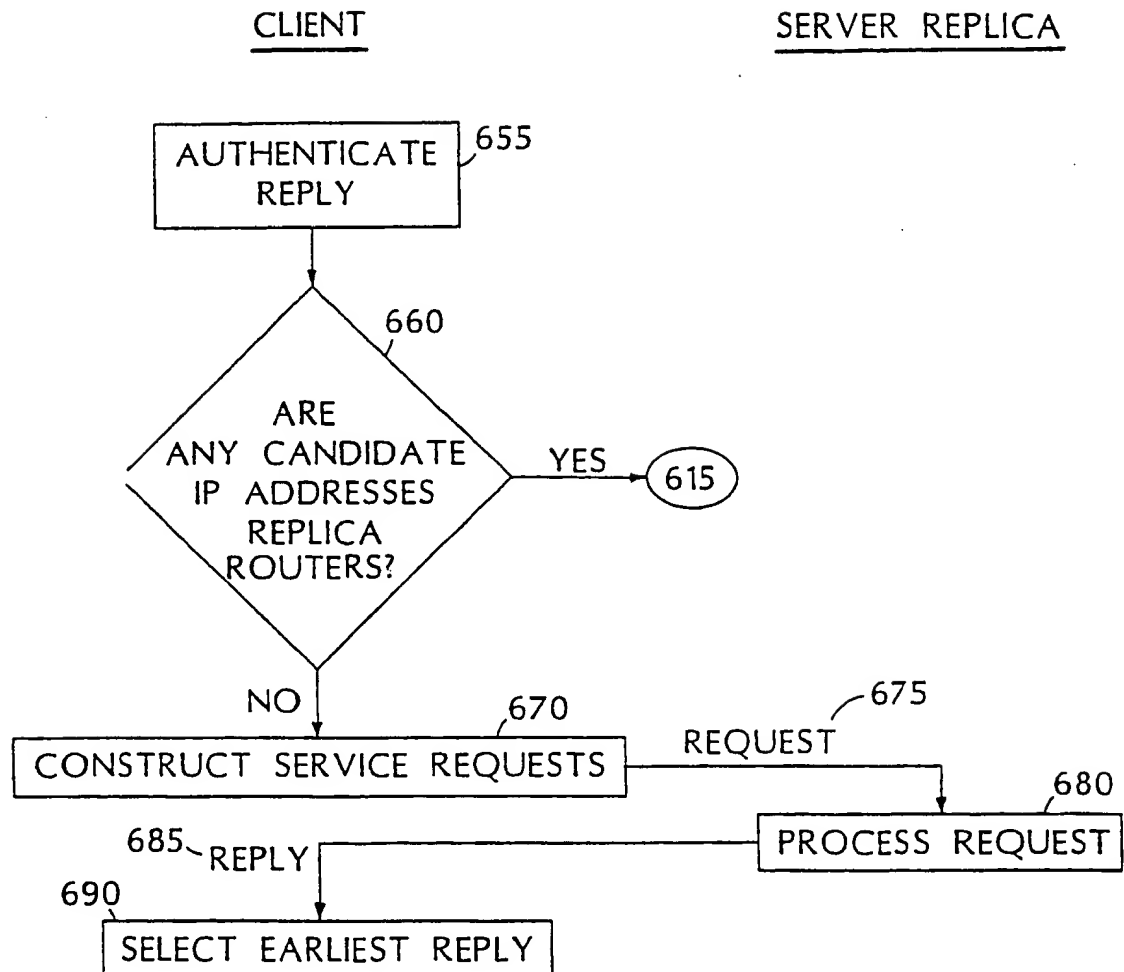 CLIENT
SERVER REPLICA
AUTHENTICATE
REPLY
655
660
ARE
ANY CANDIDATE
IP ADDRESSES
REPLICA
ROUTERS?
YES
615
NO
670
CONSTRUCT SERVICE REQUESTS
REQUEST
675
680
PROCESS REQUEST
685
REPLY
690
SELECT EARLIEST REPLY